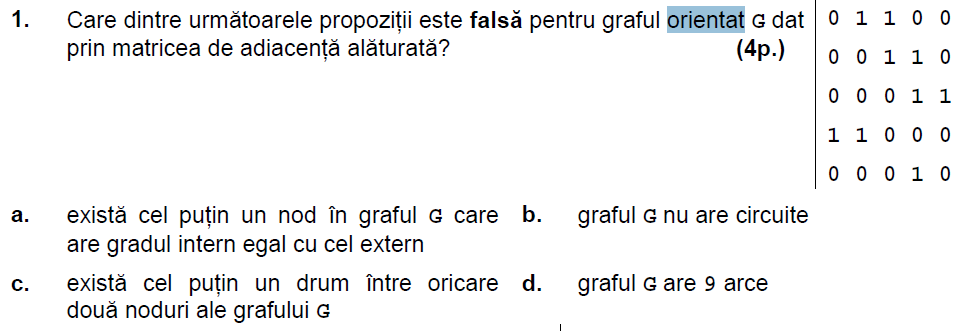 1. Care dintre următoarele propoziții este falsă pentru graful orientat G dat
prin matricea de adiacență alăturată? (4p.)
0 1 1 0 0
0 0 1 1 0
0 0 0 1 1
1 1 0 0 0
0 0 0 1 0
a. există cel puțin un nod în graful G care
are gradul intern egal cu cel extern
b. graful G nu are circuite
c. există cel puțin un drum între oricare
două noduri ale grafului G
d. graful G are 9 arce